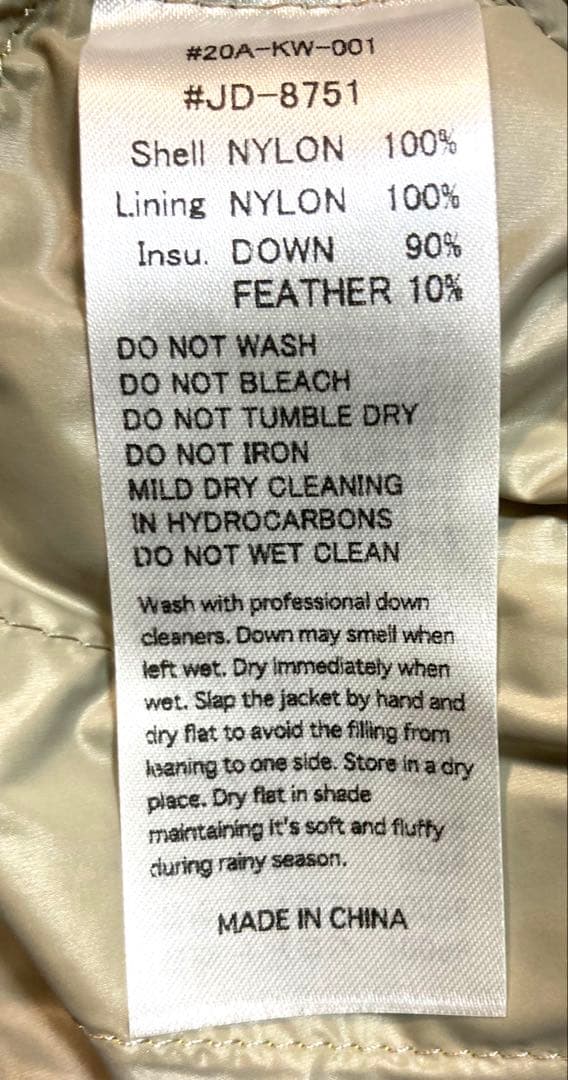 #20A-KW-001
#JD-8751
Shell NYLON 100%
Lining NYLON 100%
Insu. DOWN 90%
FEATHER 10%
DO NOT WASH
DO NOT BLEACH
DO NOT TUMBLE DRY
DO NOT IRON
MILD DRY CLEANING
IN HYDROCARBONS
DO NOT WET CLEAN
Wash with professional down
cleaners. Down may smell when
left wet. Dry immediately when
wet. Slap the jacket by hand and
dry flat to avoid the filling from
leaning to one side. Store in a dry
place. Dry flat in shade
maintaining it's soft and fluffy
during rainy season.
MADE IN CHINA